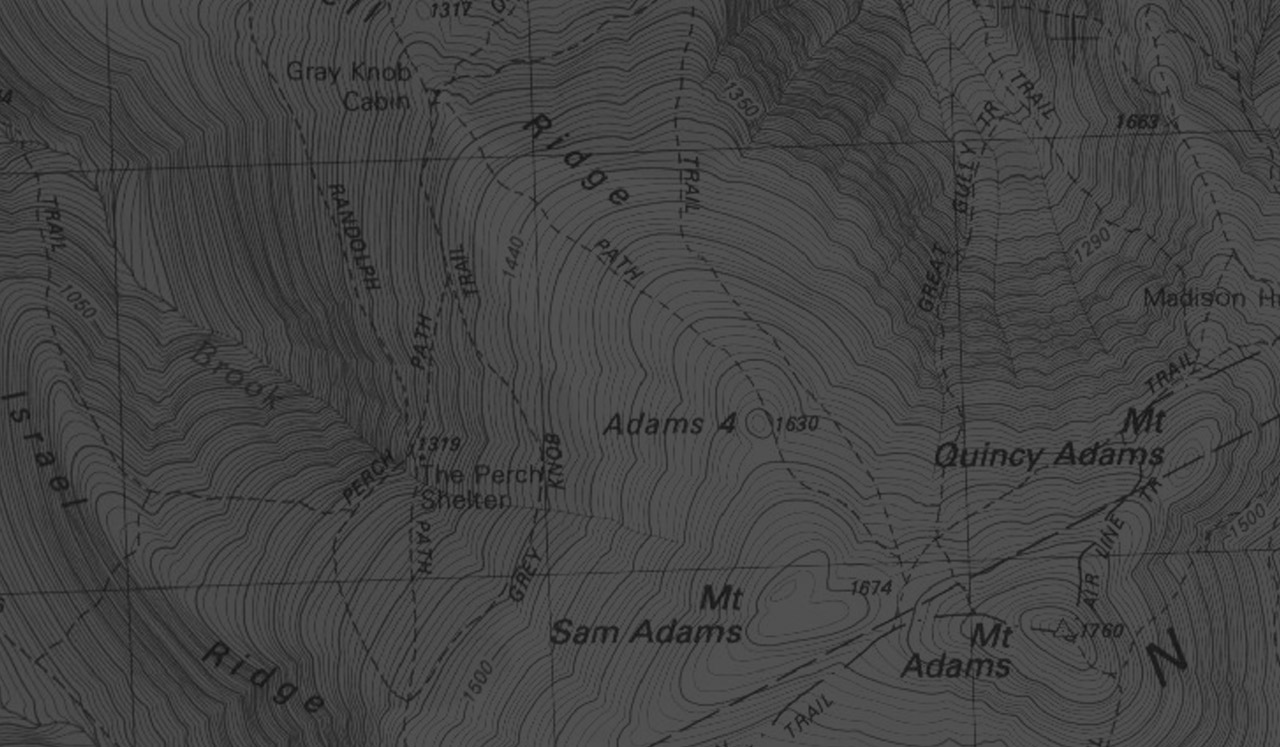 1317
Gray Knob
Cabin
Ridge
1350
TRAIL
GULLY TR
TRAIL
1663
TRAIL
RANDOLPH
TRAIL
1440
PATH
GREAT
1290
Madison H
1050
Brook
PATH
TRAIL
Israel
Adams 4
1630
Mt
Quincy Adams
1319
The Perch
Shelter
PERCH
KNOB
PATH
GREY
TR
AIR LINE
1500
Mt
Sam Adams
1674
Mt
Adams
1760
N
Ridge
1500
TRAIL